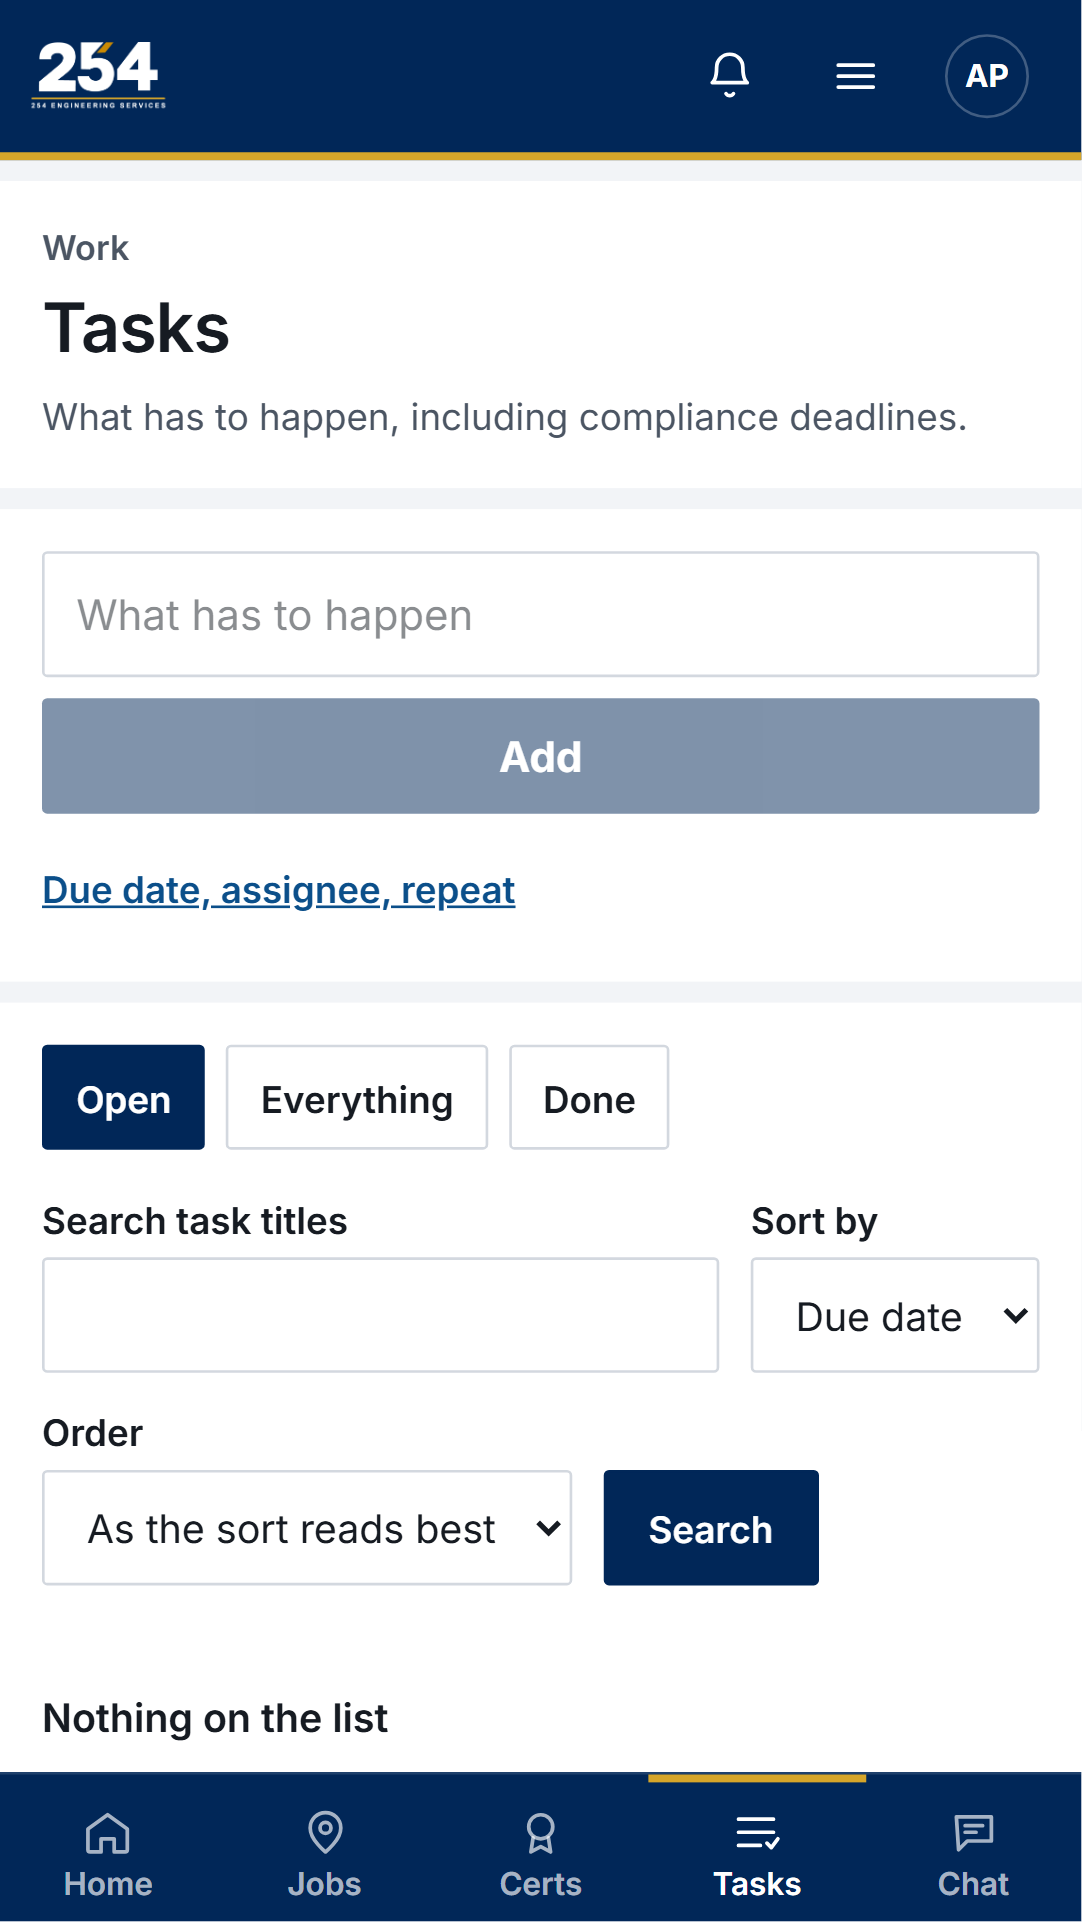 254
254 ENGINEERING SERVICES
AP
Work
Tasks
What has to happen, including compliance deadlines.
What has to happen
Add
Due date, assignee, repeat
Open Everything Done
Search task titles Sort by
Due date
Order
As the sort reads best Search
Nothing on the list
Home Jobs Certs Tasks Chat